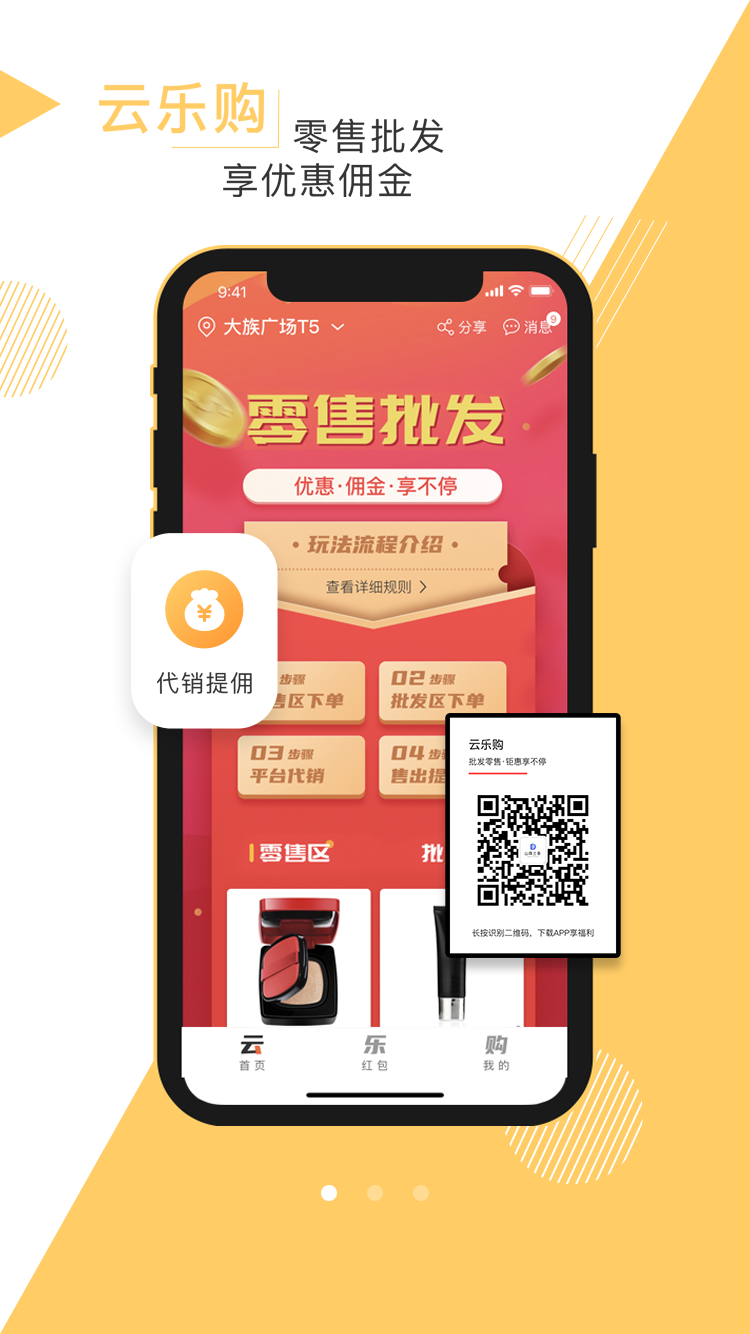 云乐购
零售批发
享优惠佣金
9:41
大族广场T5
分享
消息
9
零售批发
优惠·佣金·享不停
·玩法流程介绍·
查看详细规则
¥
代销提佣
步骤
售区下单
02 步骤
批发区下单
03 步骤
平台代销
04 步骤
售出提
云乐购
批发零售·钜惠享不停
长按识别二维码，下载APP享福利
零售区
批
云
首页
乐
红包
购
我的